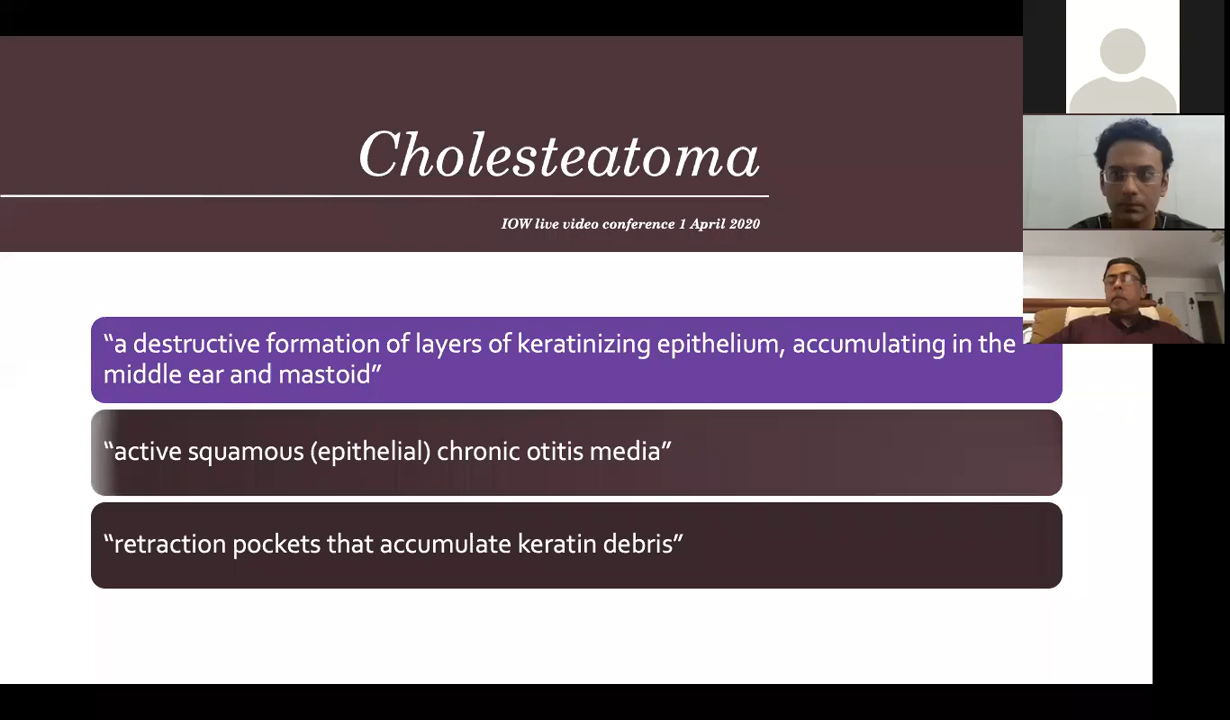 Cholesteatoma
IOW live video conference 1 April 2020
“a destructive formation of layers of keratinizing epithelium, accumulating in the
middle ear and mastoid”
“active squamous (epithelial) chronic otitis media”
“retraction pockets that accumulate keratin debris”